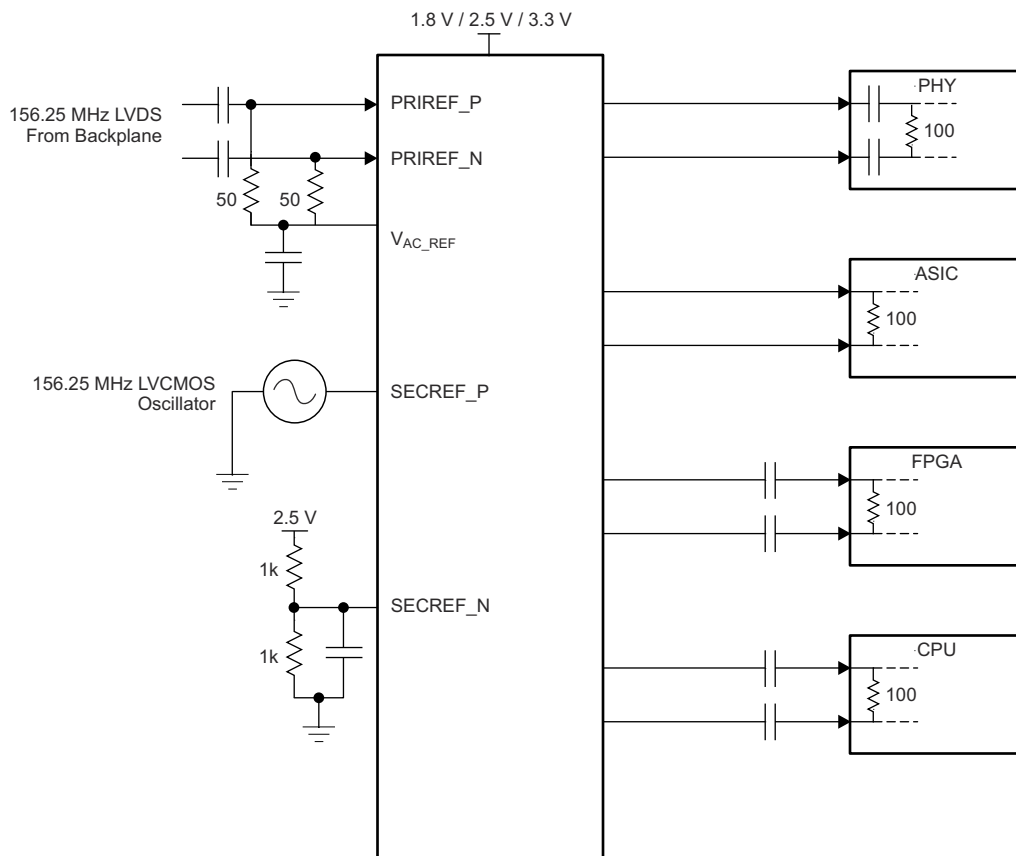 1.8 V / 2.5 V / 3.3 V
156.25 MHz LVDS
From Backplane
PRIREF_P
PRIREF_N
50
50
VAC_REF
156.25 MHz LVCMOS
Oscillator
SECREF_P
2.5 V
1k
SECREF_N
1k
PHY
100
ASIC
100
FPGA
100
CPU
100